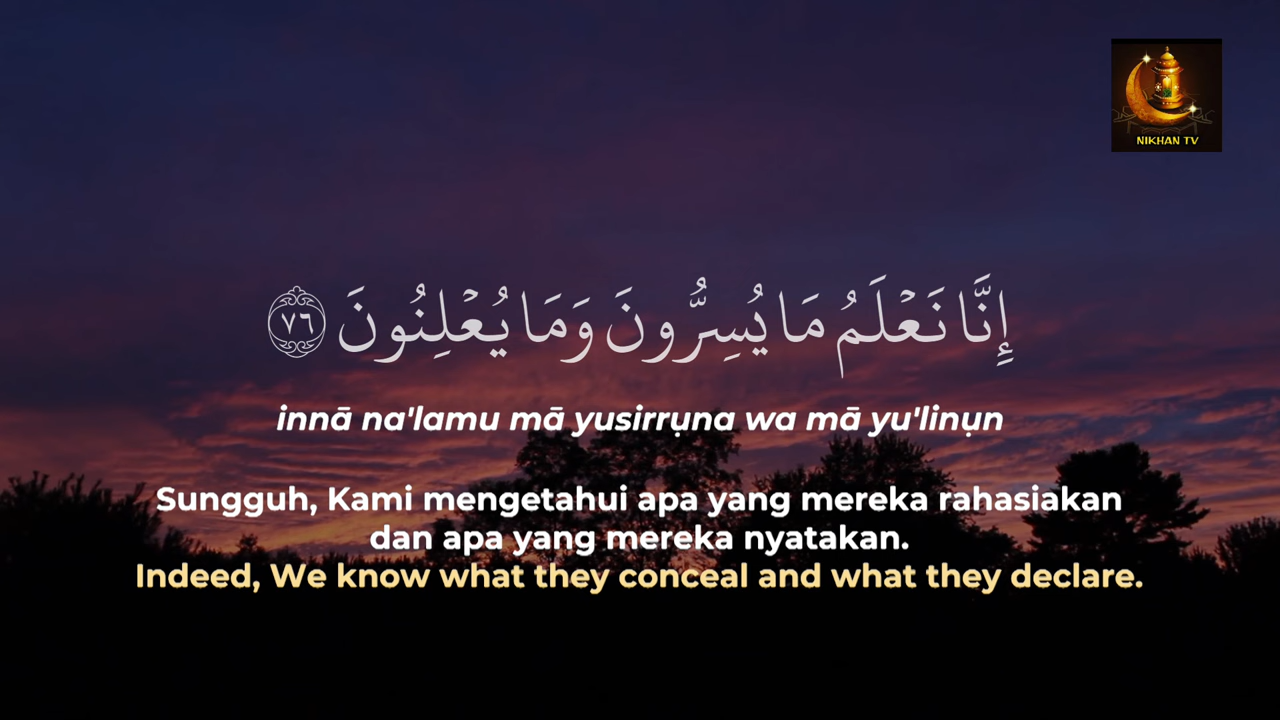 NIKHAN TV
إِنَّا نَعْلَمُ مَا يُسِرُّونَ وَمَا يُعْلِنُونَ ٧٦
innā na'lamu mā yusirrụna wa mā yu'linụn
Sungguh, Kami mengetahui apa yang mereka rahasiakan
dan apa yang mereka nyatakan.
Indeed, We know what they conceal and what they declare.